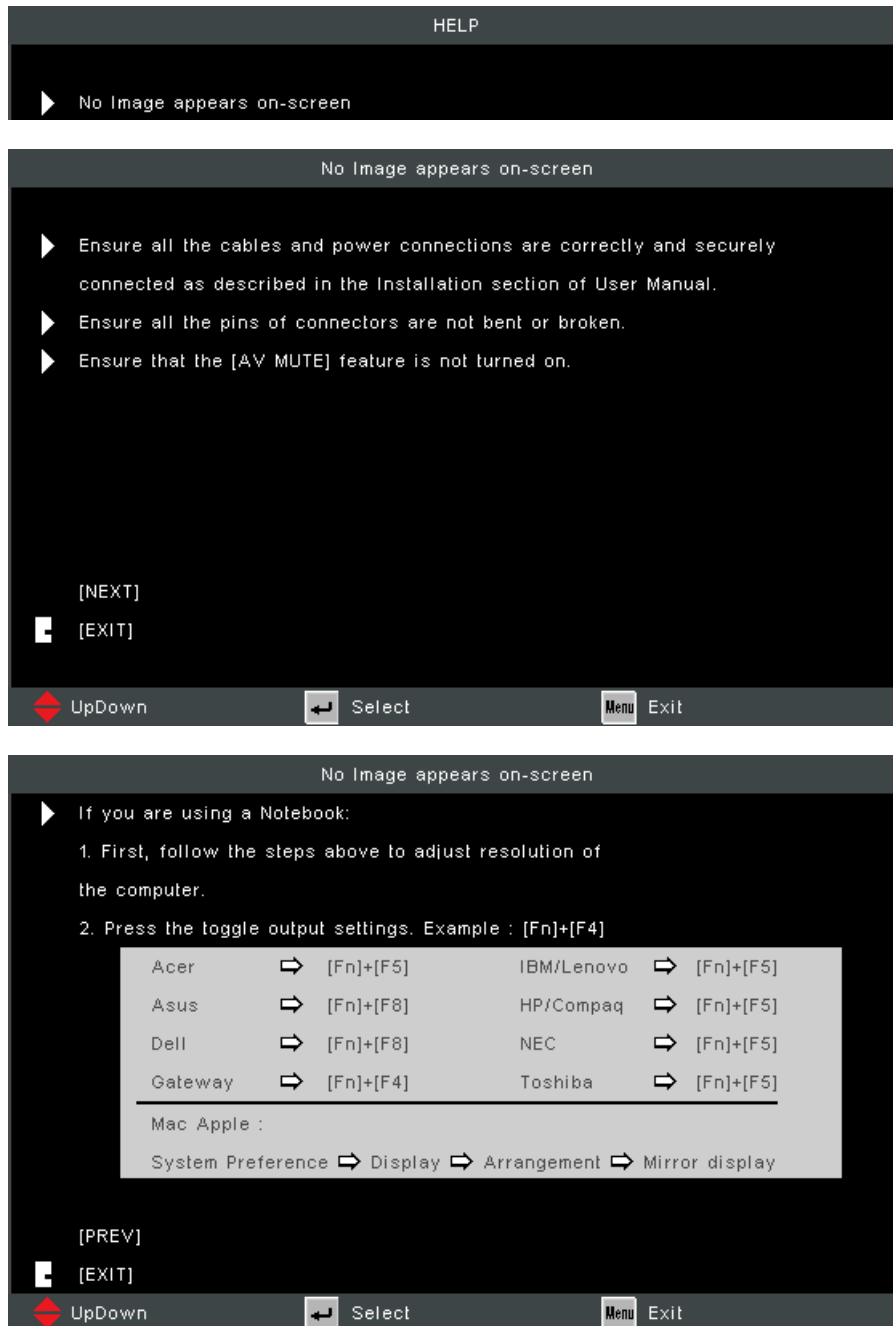 HELP
No Image appears on-screen
No Image appears on-screen
Ensure all the cables and power connections are correctly and securely
connected as described in the Installation section of User Manual.
Ensure all the pins of connectors are not bent or broken.
Ensure that the [AV MUTE] feature is not turned on.
[NEXT]
[EXIT]
UpDown Select Menu Exit
No Image appears on-screen
If you are using a Notebook:
1. First, follow the steps above to adjust resolution of
the computer.
2. Press the toggle output settings. Example : [Fn]+[F4]
Acer ⇨ [Fn]+[F5] IBM/Lenovo ⇨ [Fn]+[F5]
Asus ⇨ [Fn]+[F8] HP/Compaq ⇨ [Fn]+[F5]
Dell ⇨ [Fn]+[F8] NEC ⇨ [Fn]+[F5]
Gateway ⇨ [Fn]+[F4] Toshiba ⇨ [Fn]+[F5]
Mac Apple :
System Preference ⇨ Display ⇨ Arrangement ⇨ Mirror display
[PREV]
[EXIT]
UpDown Select Menu Exit